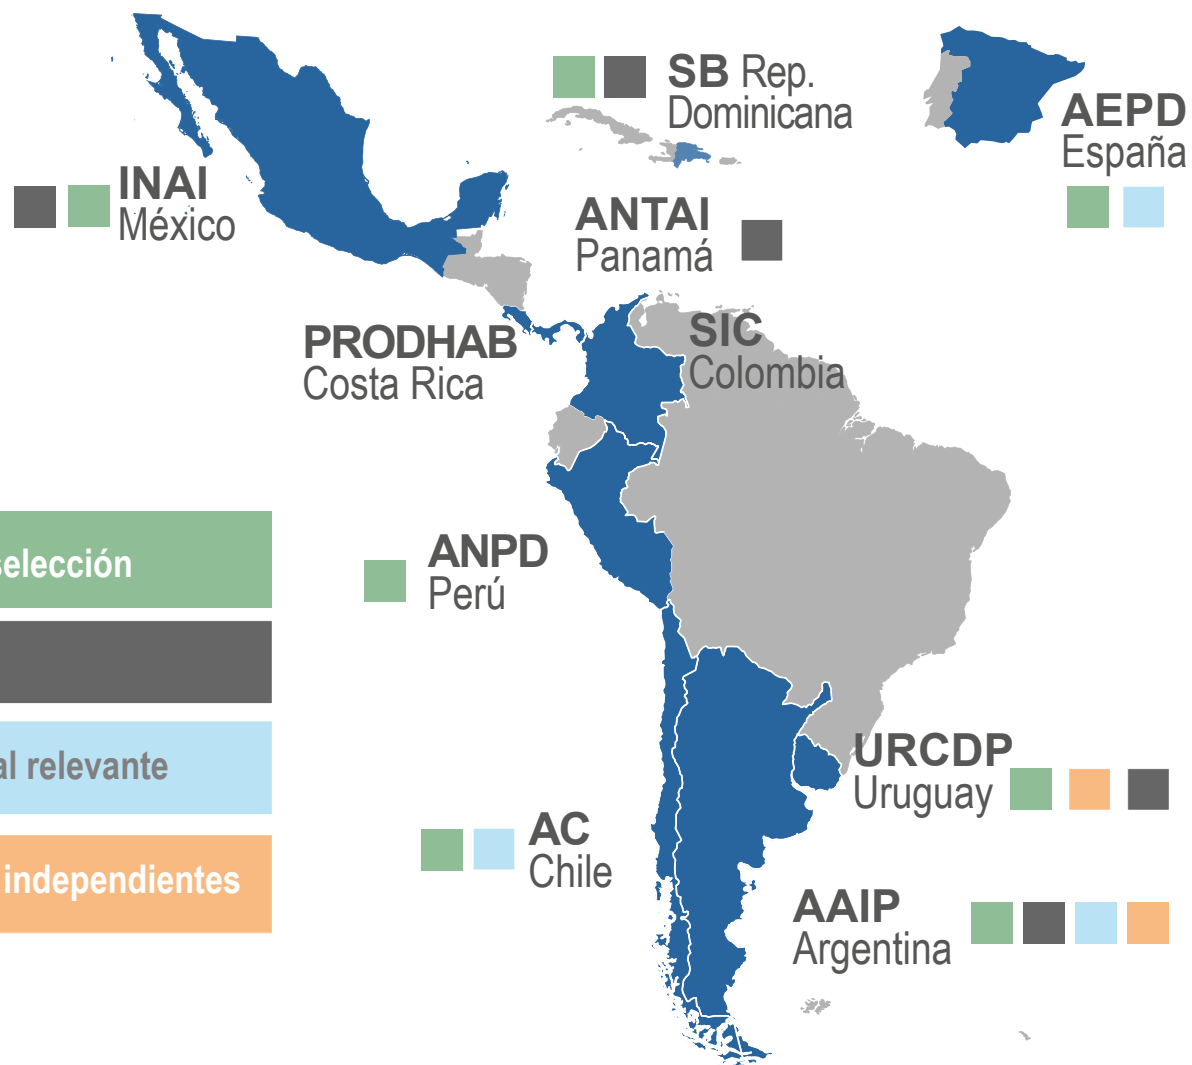 SB Rep.
Dominicana
AEPD
España
INAI
México
ANTAI
Panamá
PRODHAB
Costa Rica
SIC
Colombia
selección
ANPD
Perú
al relevante
URCDP
Uruguay
independientes
AC
Chile
AAIP
Argentina